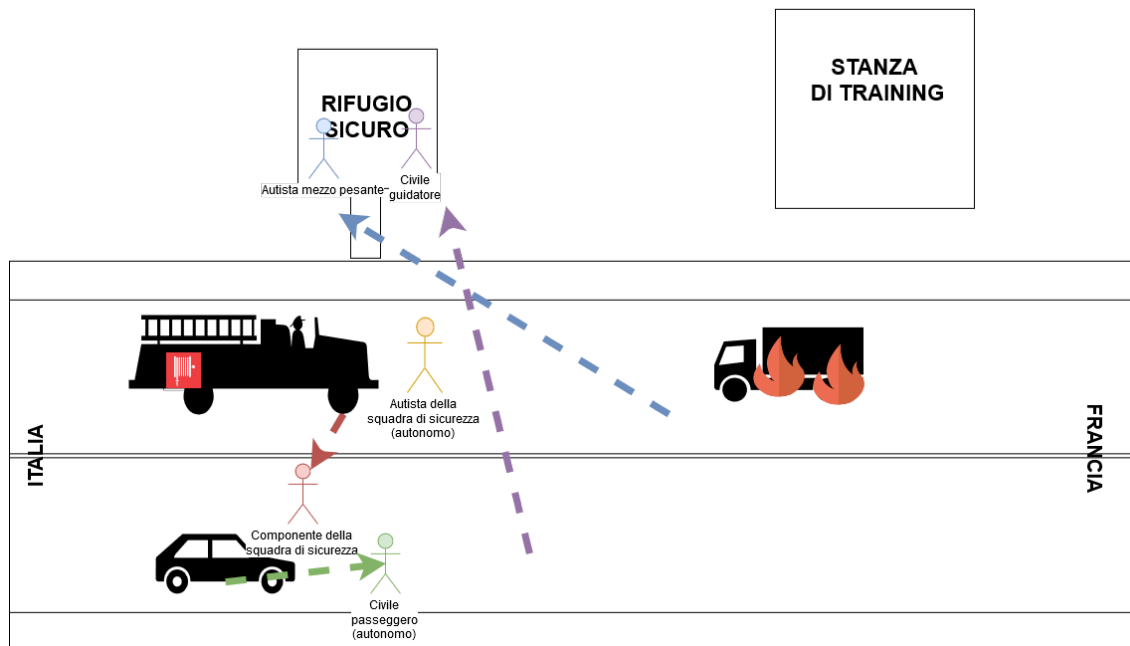 STANZA
DI TRAINING
RIFUGIO
SICURO
Autista mezzo pesante
Civile
guidatore
Autista della
squadra di sicurezza
(autonomo)
ITALIA
FRANCIA
Componente della
squadra di sicurezza
Civile
passeggero
(autonomo)